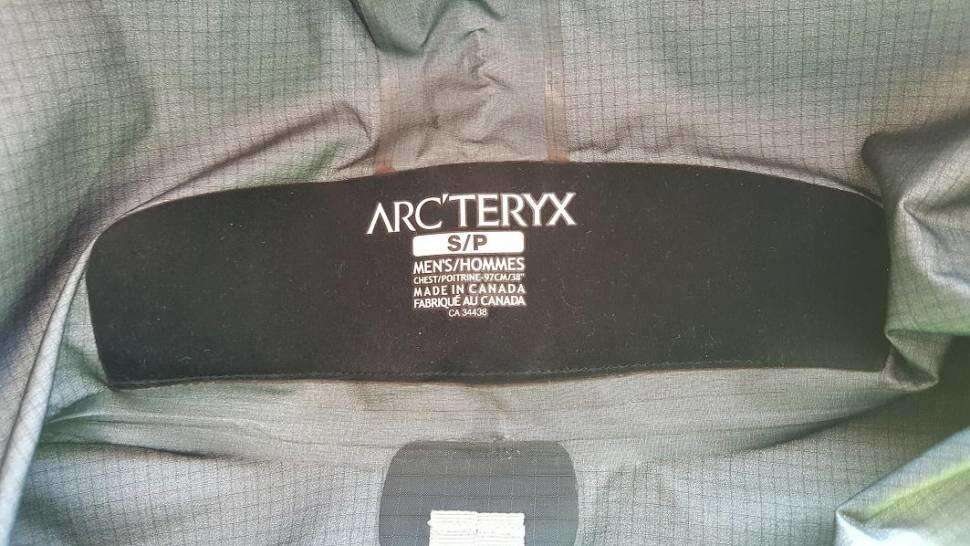 ARC'TERYX
S/P
MEN'S/HOMMES
CHEST/POITRINE-97CM/38"
MADE IN CANADA
FABRIQUÉ AU CANADA
CA 34438